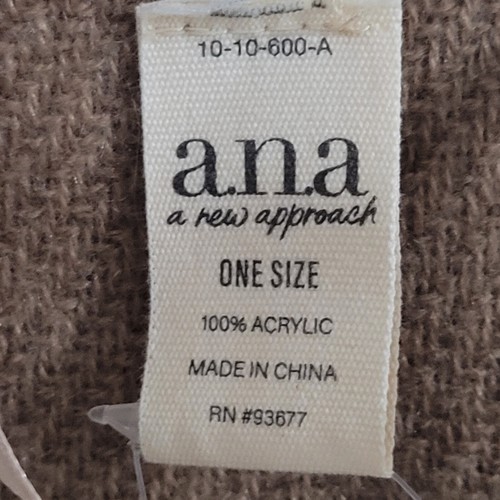 10-10-600-A
a.n.a
a new approach
ONE SIZE
100% ACRYLIC
MADE IN CHINA
RN #93677